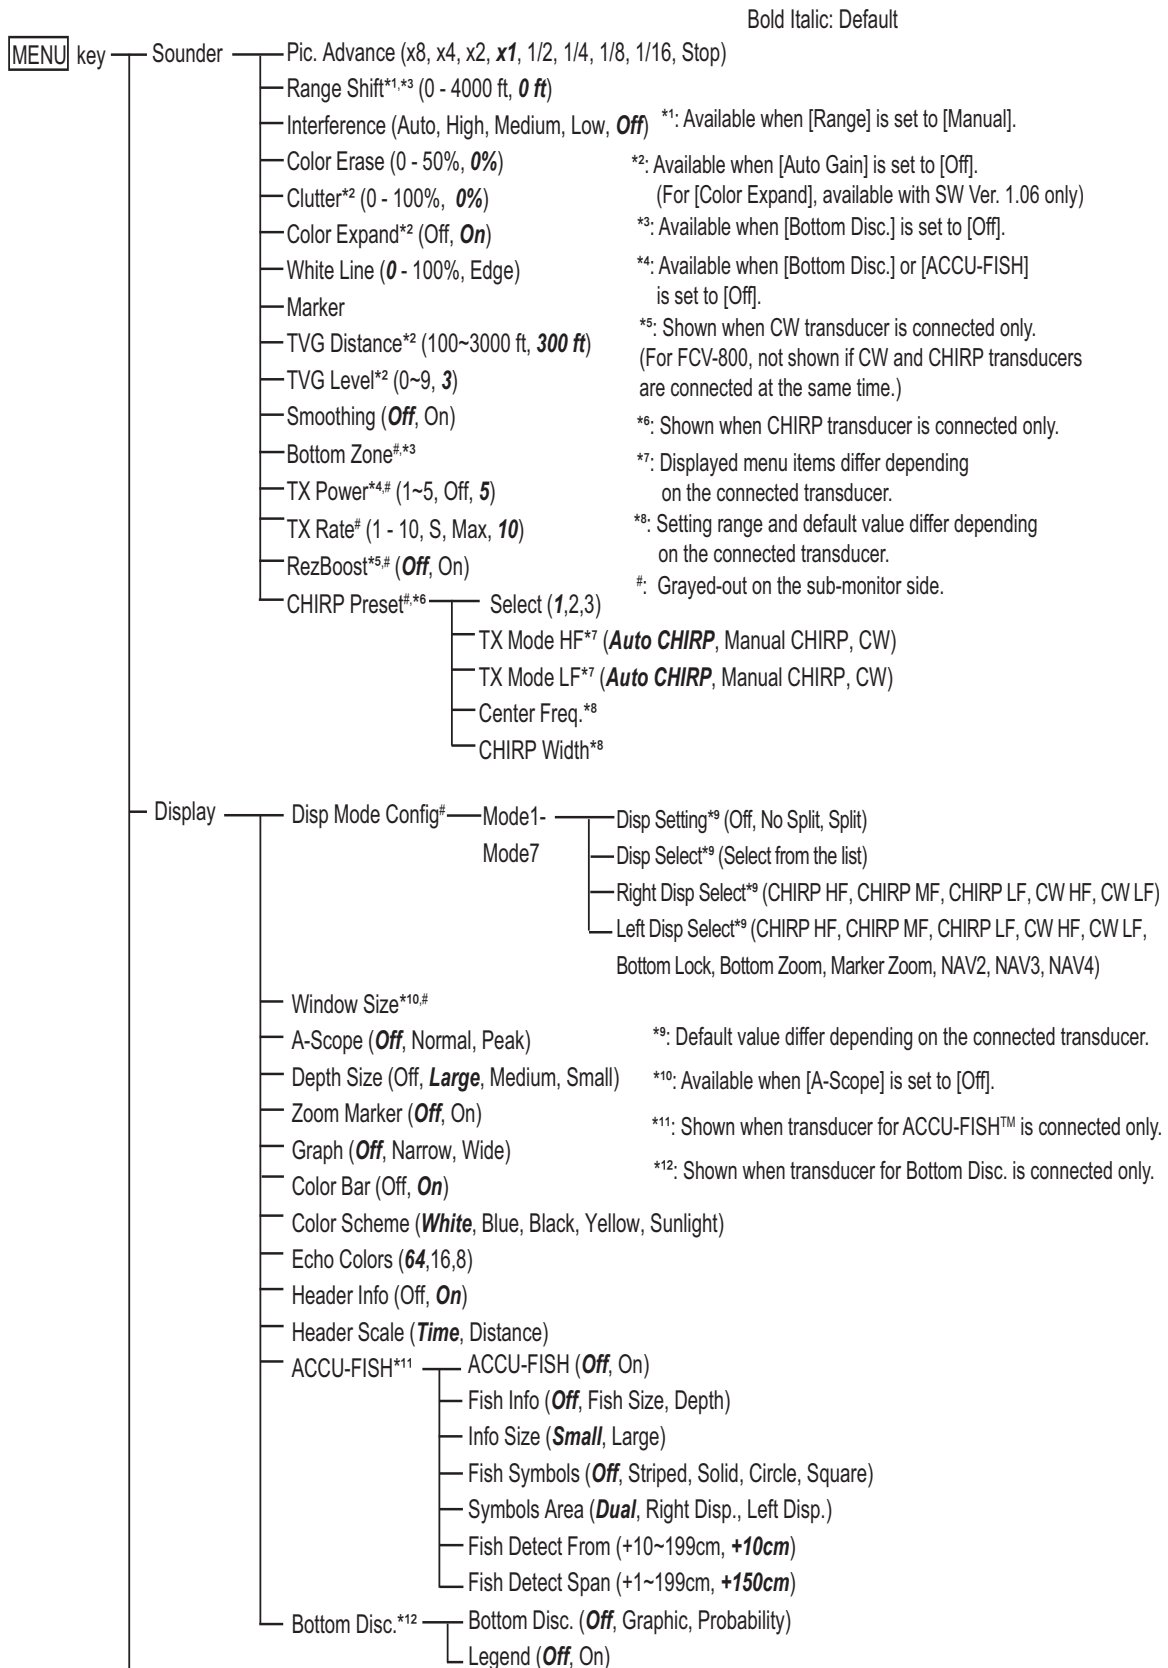 Bold Italic: Default
MENU key
Sounder
Pic. Advance (x8, x4, x2, x1, 1/2, 1/4, 1/8, 1/16, Stop)
Range Shift*1,*3 (0 - 4000 ft, 0 ft)
Interference (Auto, High, Medium, Low, Off)
Color Erase (0 - 50%, 0%)
Clutter*2 (0 - 100%, 0%)
Color Expand*2 (Off, On)
White Line (0 - 100%, Edge)
Marker
TVG Distance*2 (100~3000 ft, 300 ft)
TVG Level*2 (0~9, 3)
Smoothing (Off, On)
Bottom Zone#,*3
TX Power*4,# (1~5, Off, 5)
TX Rate# (1 - 10, S, Max, 10)
RezBoost*5,# (Off, On)
CHIRP Preset#,*6
Select (1,2,3)
TX Mode HF*7 (Auto CHIRP, Manual CHIRP, CW)
TX Mode LF*7 (Auto CHIRP, Manual CHIRP, CW)
Center Freq.*8
CHIRP Width*8
*1: Available when [Range] is set to [Manual].
*2: Available when [Auto Gain] is set to [Off].
(For [Color Expand], available with SW Ver. 1.06 only)
*3: Available when [Bottom Disc.] is set to [Off].
*4: Available when [Bottom Disc.] or [ACCU-FISH]
is set to [Off].
*5: Shown when CW transducer is connected only.
(For FCV-800, not shown if CW and CHIRP transducers
are connected at the same time.)
*6: Shown when CHIRP transducer is connected only.
*7: Displayed menu items differ depending
on the connected transducer.
*8: Setting range and default value differ depending
on the connected transducer.
#: Grayed-out on the sub-monitor side.
Display
Disp Mode Config#
Mode1-
Mode7
Disp Setting*9 (Off, No Split, Split)
Disp Select*9 (Select from the list)
Right Disp Select*9 (CHIRP HF, CHIRP MF, CHIRP LF, CW HF, CW LF)
Left Disp Select*9 (CHIRP HF, CHIRP MF, CHIRP LF, CW HF, CW LF,
Bottom Lock, Bottom Zoom, Marker Zoom, NAV2, NAV3, NAV4)
Window Size*10,#
A-Scope (Off, Normal, Peak)
Depth Size (Off, Large, Medium, Small)
Zoom Marker (Off, On)
Graph (Off, Narrow, Wide)
Color Bar (Off, On)
Color Scheme (White, Blue, Black, Yellow, Sunlight)
Echo Colors (64,16,8)
Header Info (Off, On)
Header Scale (Time, Distance)
*9: Default value differ depending on the connected transducer.
*10: Available when [A-Scope] is set to [Off].
*11: Shown when transducer for ACCU-FISH™ is connected only.
*12: Shown when transducer for Bottom Disc. is connected only.
ACCU-FISH*11
ACCU-FISH (Off, On)
Fish Info (Off, Fish Size, Depth)
Info Size (Small, Large)
Fish Symbols (Off, Striped, Solid, Circle, Square)
Symbols Area (Dual, Right Disp., Left Disp.)
Fish Detect From (+10~199cm, +10cm)
Fish Detect Span (+1~199cm, +150cm)
Bottom Disc.*12
Bottom Disc. (Off, Graphic, Probability)
Legend (Off, On)